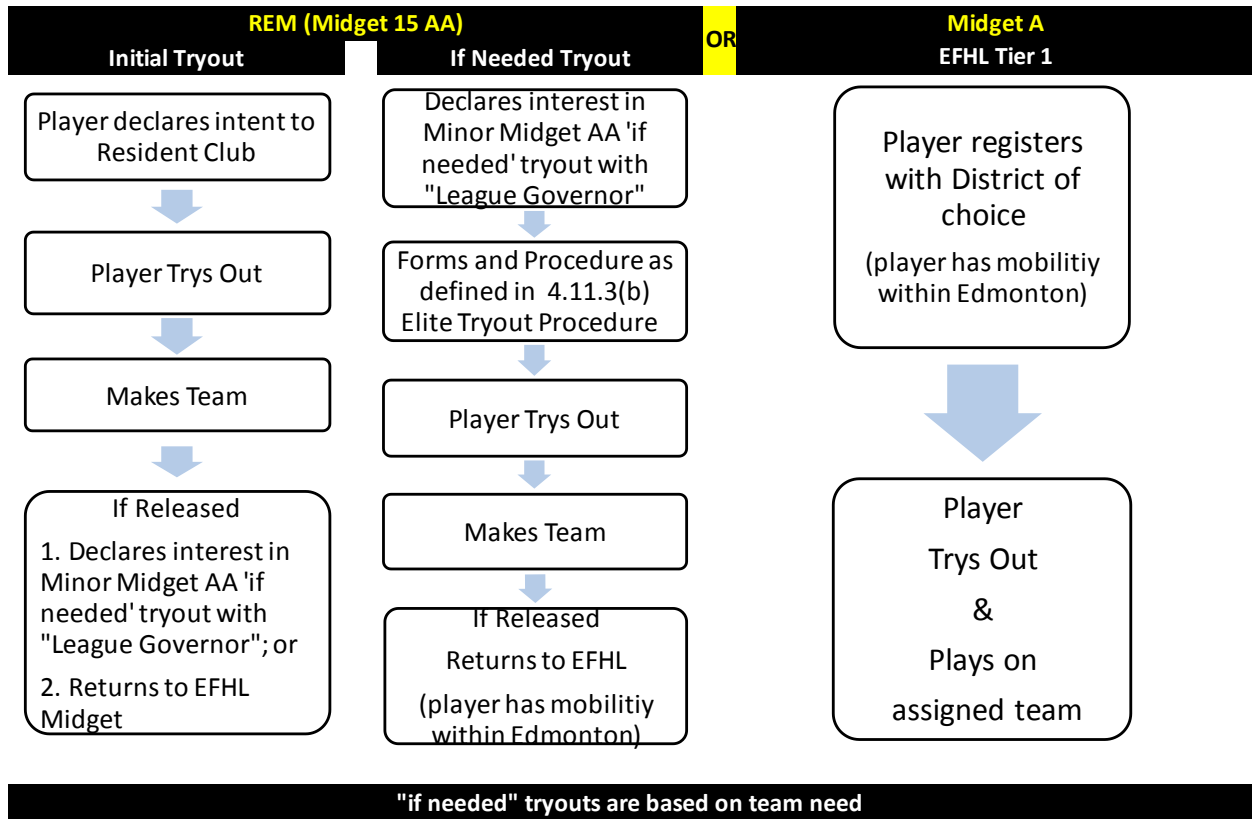 REM (Midget 15 AA)
Initial Tryout
If Needed Tryout
OR
Midget A
EFHL Tier 1
Player declares intent to
Resident Club
Player Trys Out
Makes Team
If Released
1. Declares interest in
Minor Midget AA 'if
needed' tryout with
"League Governor"; or
2. Returns to EFHL
Midget
Declares interest in
Minor Midget AA 'if
needed' tryout with
"League Governor"
Forms and Procedure as
defined in 4.11.3(b)
Elite Tryout Procedure
Player Trys Out
Makes Team
If Released
Returns to EFHL
(player has mobilitiy
within Edmonton)
Player registers
with District of
choice
(player has mobilitiy
within Edmonton)
Player
Trys Out
&
Plays on
assigned team
"if needed" tryouts are based on team need